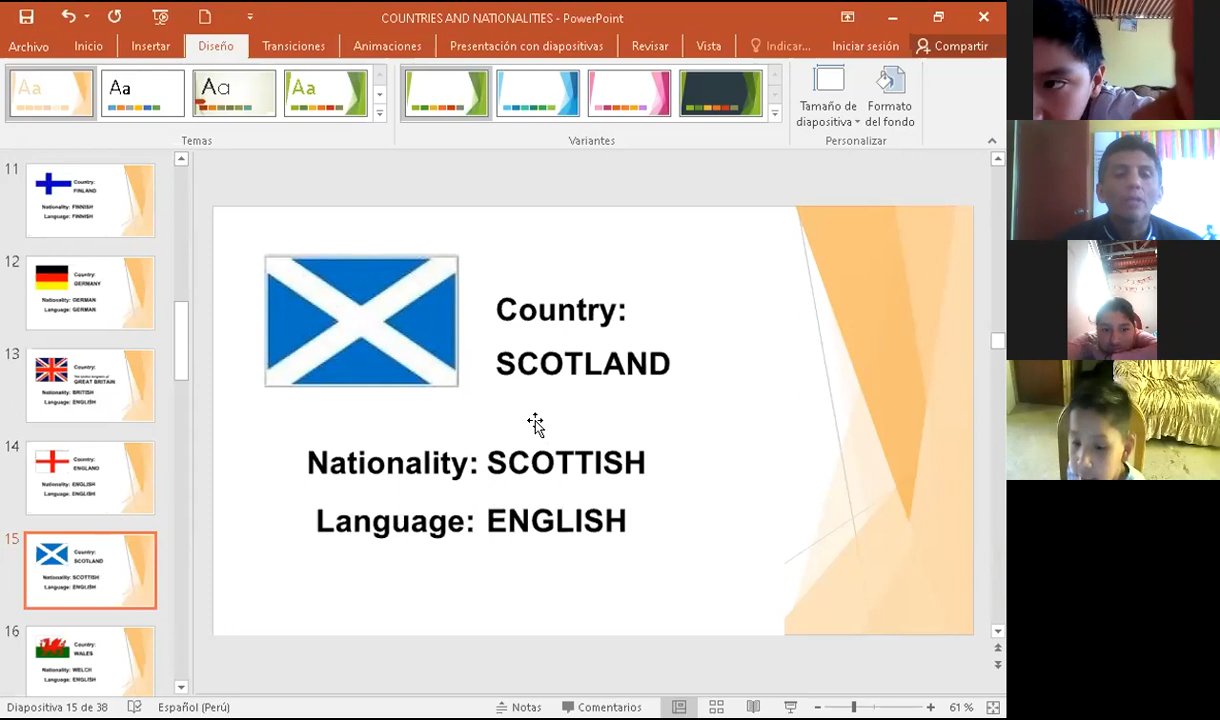 COUNTRIES AND NATIONALITIES - PowerPoint
Archivo Inicio Insertar Diseño Transiciones Animaciones Presentación con diapositivas Revisar Vista Indicar... Iniciar sesión Compartir
Aa Aa Aa Aa
Tamaño de diapositiva
Formato del fondo
Temas Variantes Personalizar
11
Country:
FINLAND
Nationality: FINNISH
Language: FINNISH
12
Country:
GERMANY
Nationality: GERMAN
Language: GERMAN
13
Country:
GREAT BRITAIN
Nationality: BRITISH
Language: ENGLISH
14
Country:
ENGLAND
Nationality: ENGLISH
Language: ENGLISH
15
Country:
SCOTLAND
Nationality: SCOTTISH
Language: ENGLISH
16
Country:
WALES
Nationality: WELCH
Language: ENGLISH
Country:
SCOTLAND
Nationality: SCOTTISH
Language: ENGLISH
Diapositiva 15 de 38 Español (Perú) Notas Comentarios 61 %